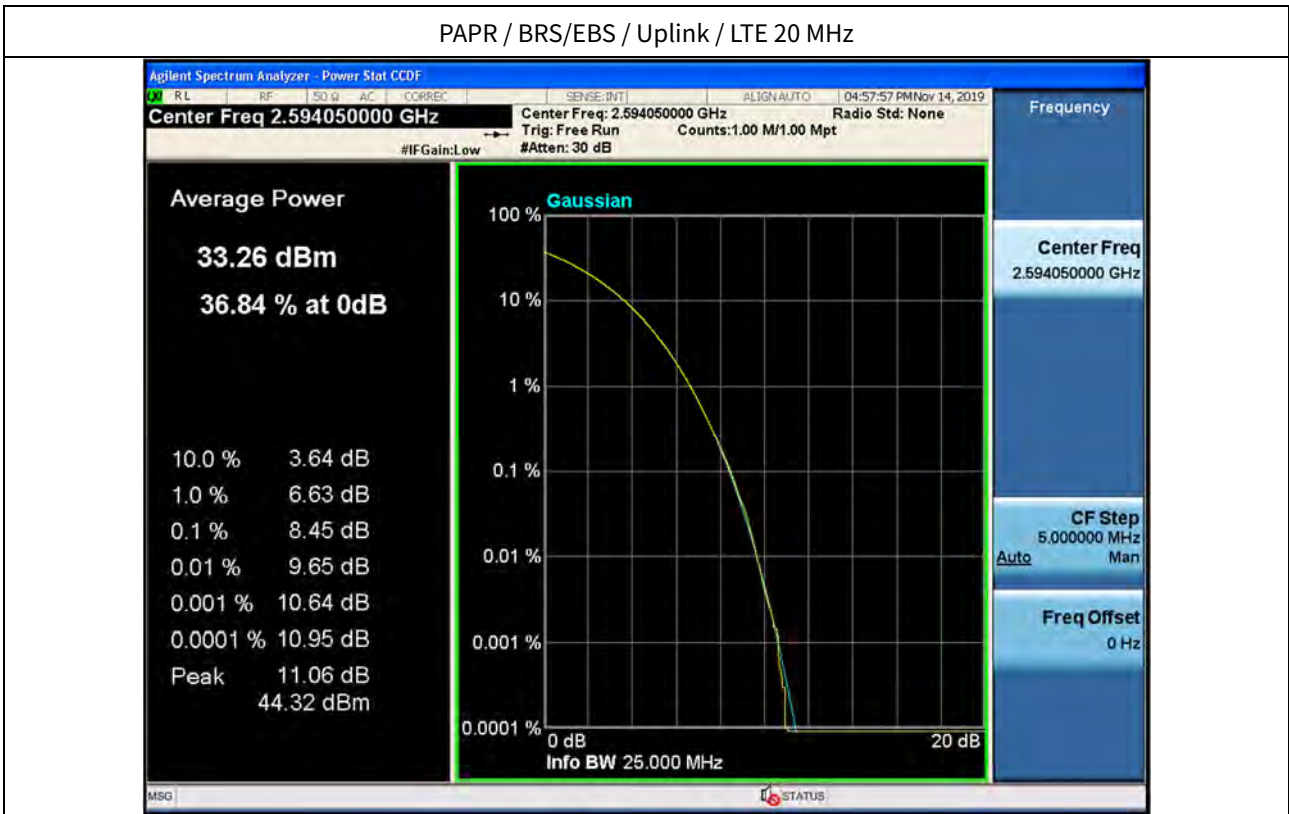 PAPR / BRS/EBS / Uplink / LTE 20 MHz
Agilent Spectrum Analyzer - Power Stat CCDF
RL RF 50 Ω AC CORREC SENSE:INT ALIGNAUTO 04:57:57 PMNov 14, 2019
Center Freq 2.594050000 GHz
#IFGain:Low
Center Freq: 2.594050000 GHz Radio Std: None
Trig: Free Run Counts:1.00 M/1.00 Mpt
#Atten: 30 dB
Average Power
33.26 dBm
36.84 % at 0dB
10.0 % 3.64 dB
1.0 % 6.63 dB
0.1 % 8.45 dB
0.01 % 9.65 dB
0.001 % 10.64 dB
0.0001 % 10.95 dB
Peak 11.06 dB
44.32 dBm
Gaussian
100 %
10 %
1 %
0.1 %
0.01 %
0.001 %
0.0001 %
0 dB 20 dB
Info BW 25.000 MHz
Frequency
Center Freq
2.594050000 GHz
CF Step
5.000000 MHz
Auto Man
Freq Offset
0 Hz
MSG STATUS